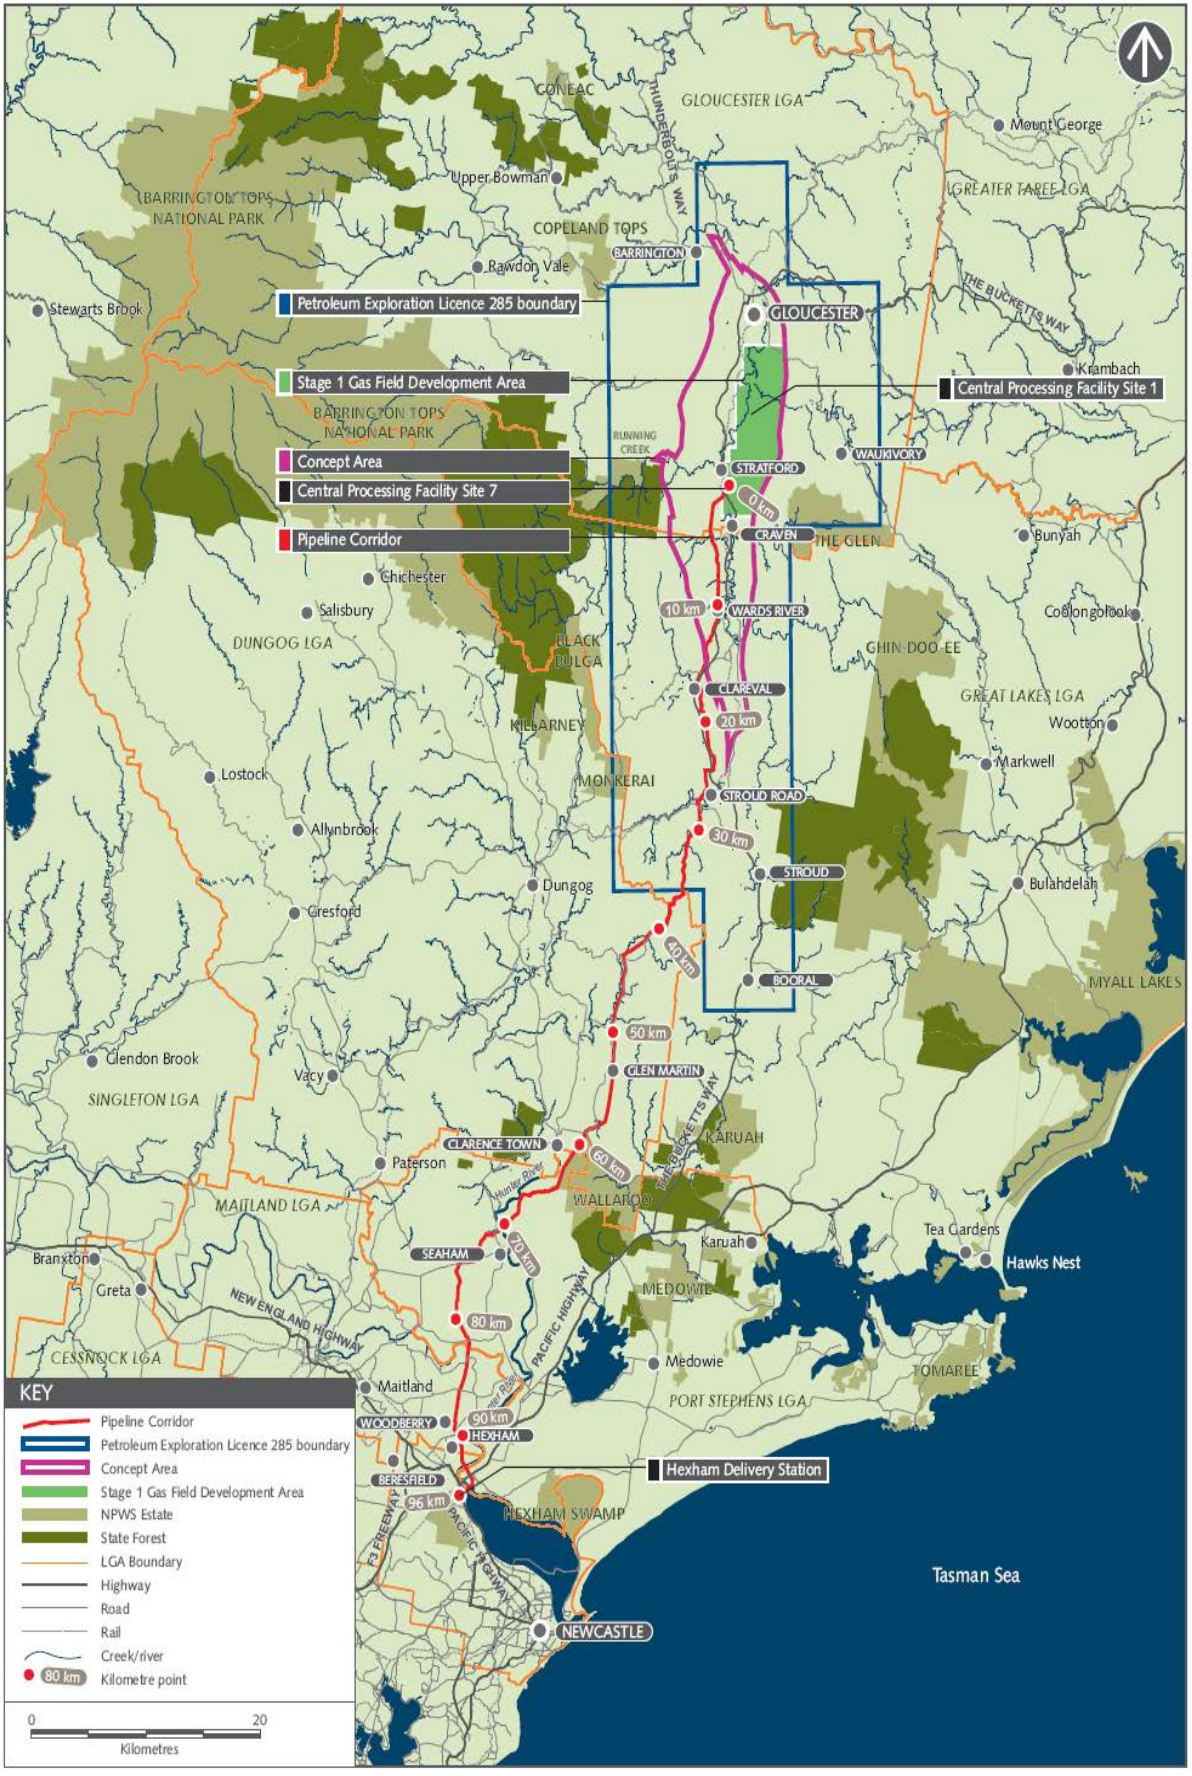 CONEAC
THUNDERBOLTS WAY
GLOUCESTER LGA
Mount George
Upper Bowman
GREATER TAREE LGA
BARRINGTON TOPS
NATIONAL PARK
COPELAND TOPS
BARRINGTON
Rawdon Vale
THE BUCKETTS WAY
Stewarts Brook
Petroleum Exploration Licence 285 boundary
GLOUCESTER
Krambach
Stage 1 Gas Field Development Area
Central Processing Facility Site 1
BARRINGTON TOPS
NATIONAL PARK
RUNNING
CREEK
WAUKIVORY
Concept Area
STRATFORD
Central Processing Facility Site 7
0 km
Pipeline Corridor
CRAVEN
THE GLEN
Bunyah
Chichester
Salisbury
10 km
WARDS RIVER
Coolongolook
DUNGOG LGA
BLACK
BULGA
GHIN-DOO-EE
CLAREVAL
GREAT LAKES LGA
KILLARNEY
20 km
Wootton
Lostock
MONKERAI
Markwell
STROUD ROAD
Allynbrook
30 km
STROUD
Dungog
Bulahdelah
Gresford
40 km
BOORAL
MYALL LAKES
50 km
Glendon Brook
GLEN MARTIN
Vacy
SINGLETON LGA
THE BUCKETTS WAY
KARUAH
CLARENCE TOWN
60 km
Paterson
Hunter River
WALLAROO
MAITLAND LGA
Tea Gardens
Karuah
70 km
SEAHAM
Branxton
Hawks Nest
Greta
MEDOWIE
NEW ENGLAND HIGHWAY
PACIFIC HIGHWAY
80 km
CESSNOCK LGA
Medowie
TOMAREE
Maitland
PORT STEPHENS LGA
WOODBERRY
90 km
HEXHAM
Hexham Delivery Station
BERESFIELD
96 km
HEXHAM SWAMP
F3 FREEWAY
PACIFIC HIGHWAY
Tasman Sea
NEWCASTLE
KEY
Pipeline Corridor
Petroleum Exploration Licence 285 boundary
Concept Area
Stage 1 Gas Field Development Area
NPWS Estate
State Forest
LGA Boundary
Highway
Road
Rail
Creek/river
80 km Kilometre point
0 20
Kilometres